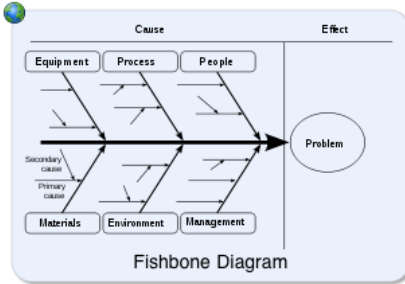 Cause Effect
Equipment Process People
Problem
Secondary
cause
Primary
cause
Materials Environment Management
Fishbone Diagram